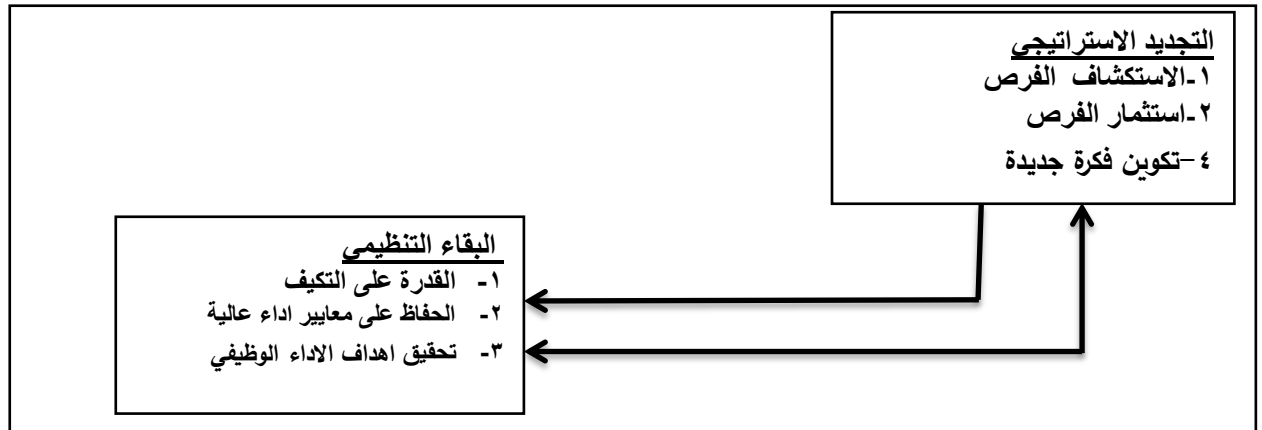 التجديد الاستراتيجي
١-الاستكشاف الفرص
٢-استثمار الفرص
٤-تكوين فكرة جديدة
البقاء التنظيمي
١- القدرة على التكيف
٢- الحفاظ على معايير اداء عالية
٣- تحقيق اهداف الاداء الوظيفي